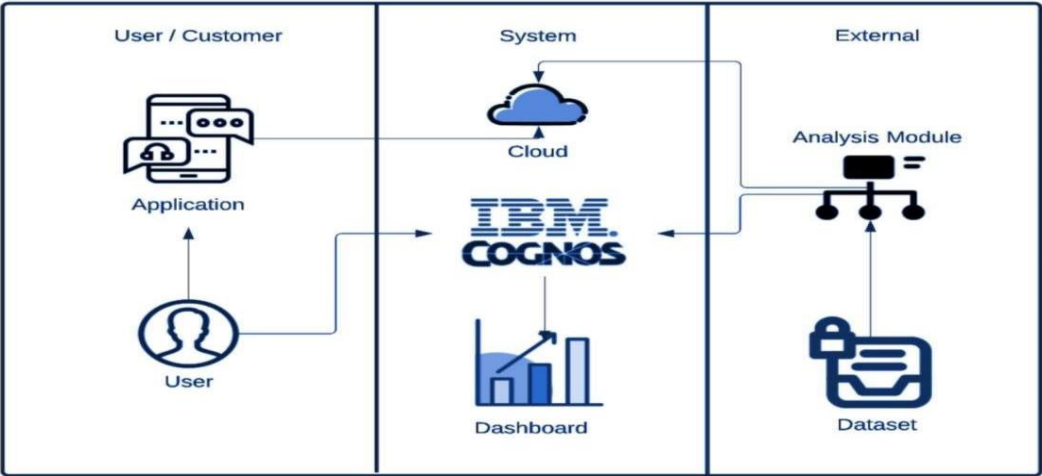 User / Customer
System
External
Application
Cloud
Analysis Module
IBM.
COGNOS
User
Dashboard
Dataset